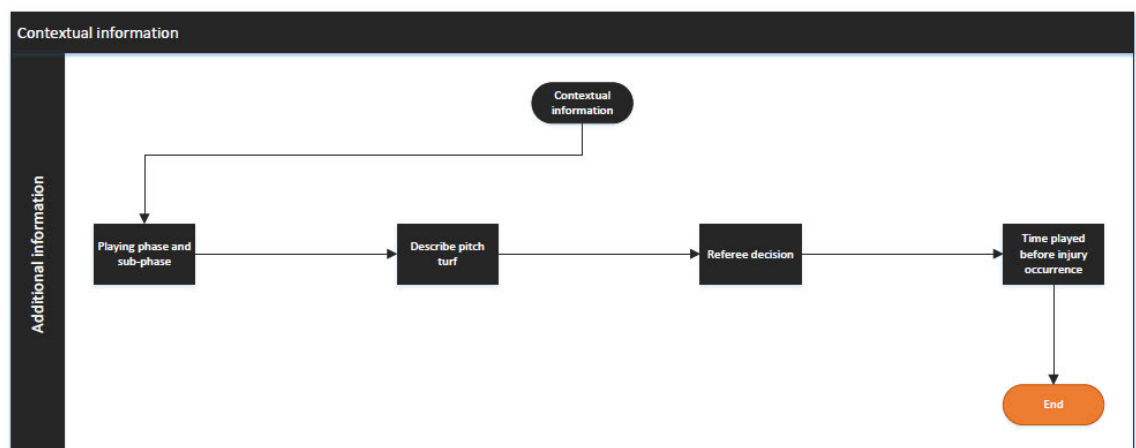 Contextual information
Additional information
Contextual
information
Playing phase and
sub-phase
Describe pitch
turf
Referee decision
Time played
before injury
occurrence
End